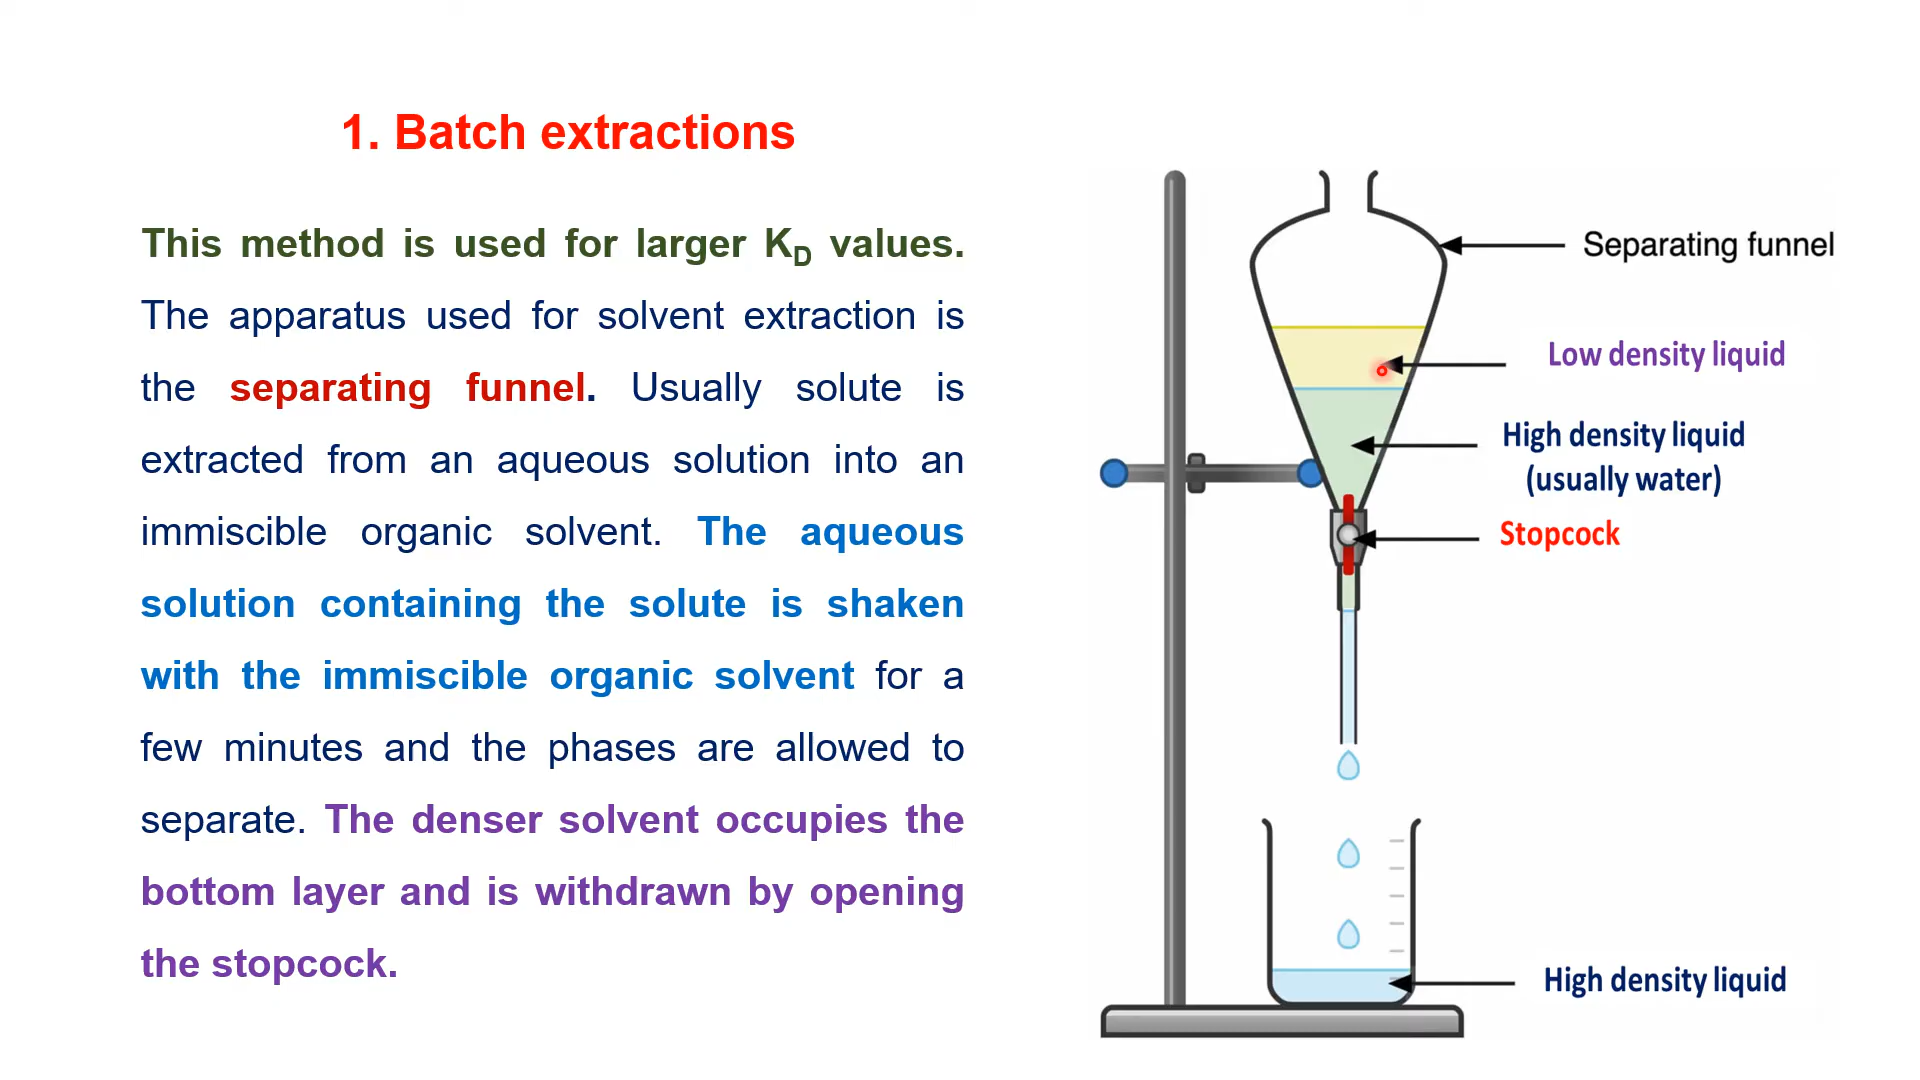 1. Batch extractions
This method is used for larger KD values.
The apparatus used for solvent extraction is
the separating funnel. Usually solute is
extracted from an aqueous solution into an
immiscible organic solvent. The aqueous
solution containing the solute is shaken
with the immiscible organic solvent for a
few minutes and the phases are allowed to
separate. The denser solvent occupies the
bottom layer and is withdrawn by opening
the stopcock.
Separating funnel
Low density liquid
High density liquid
(usually water)
Stopcock
High density liquid